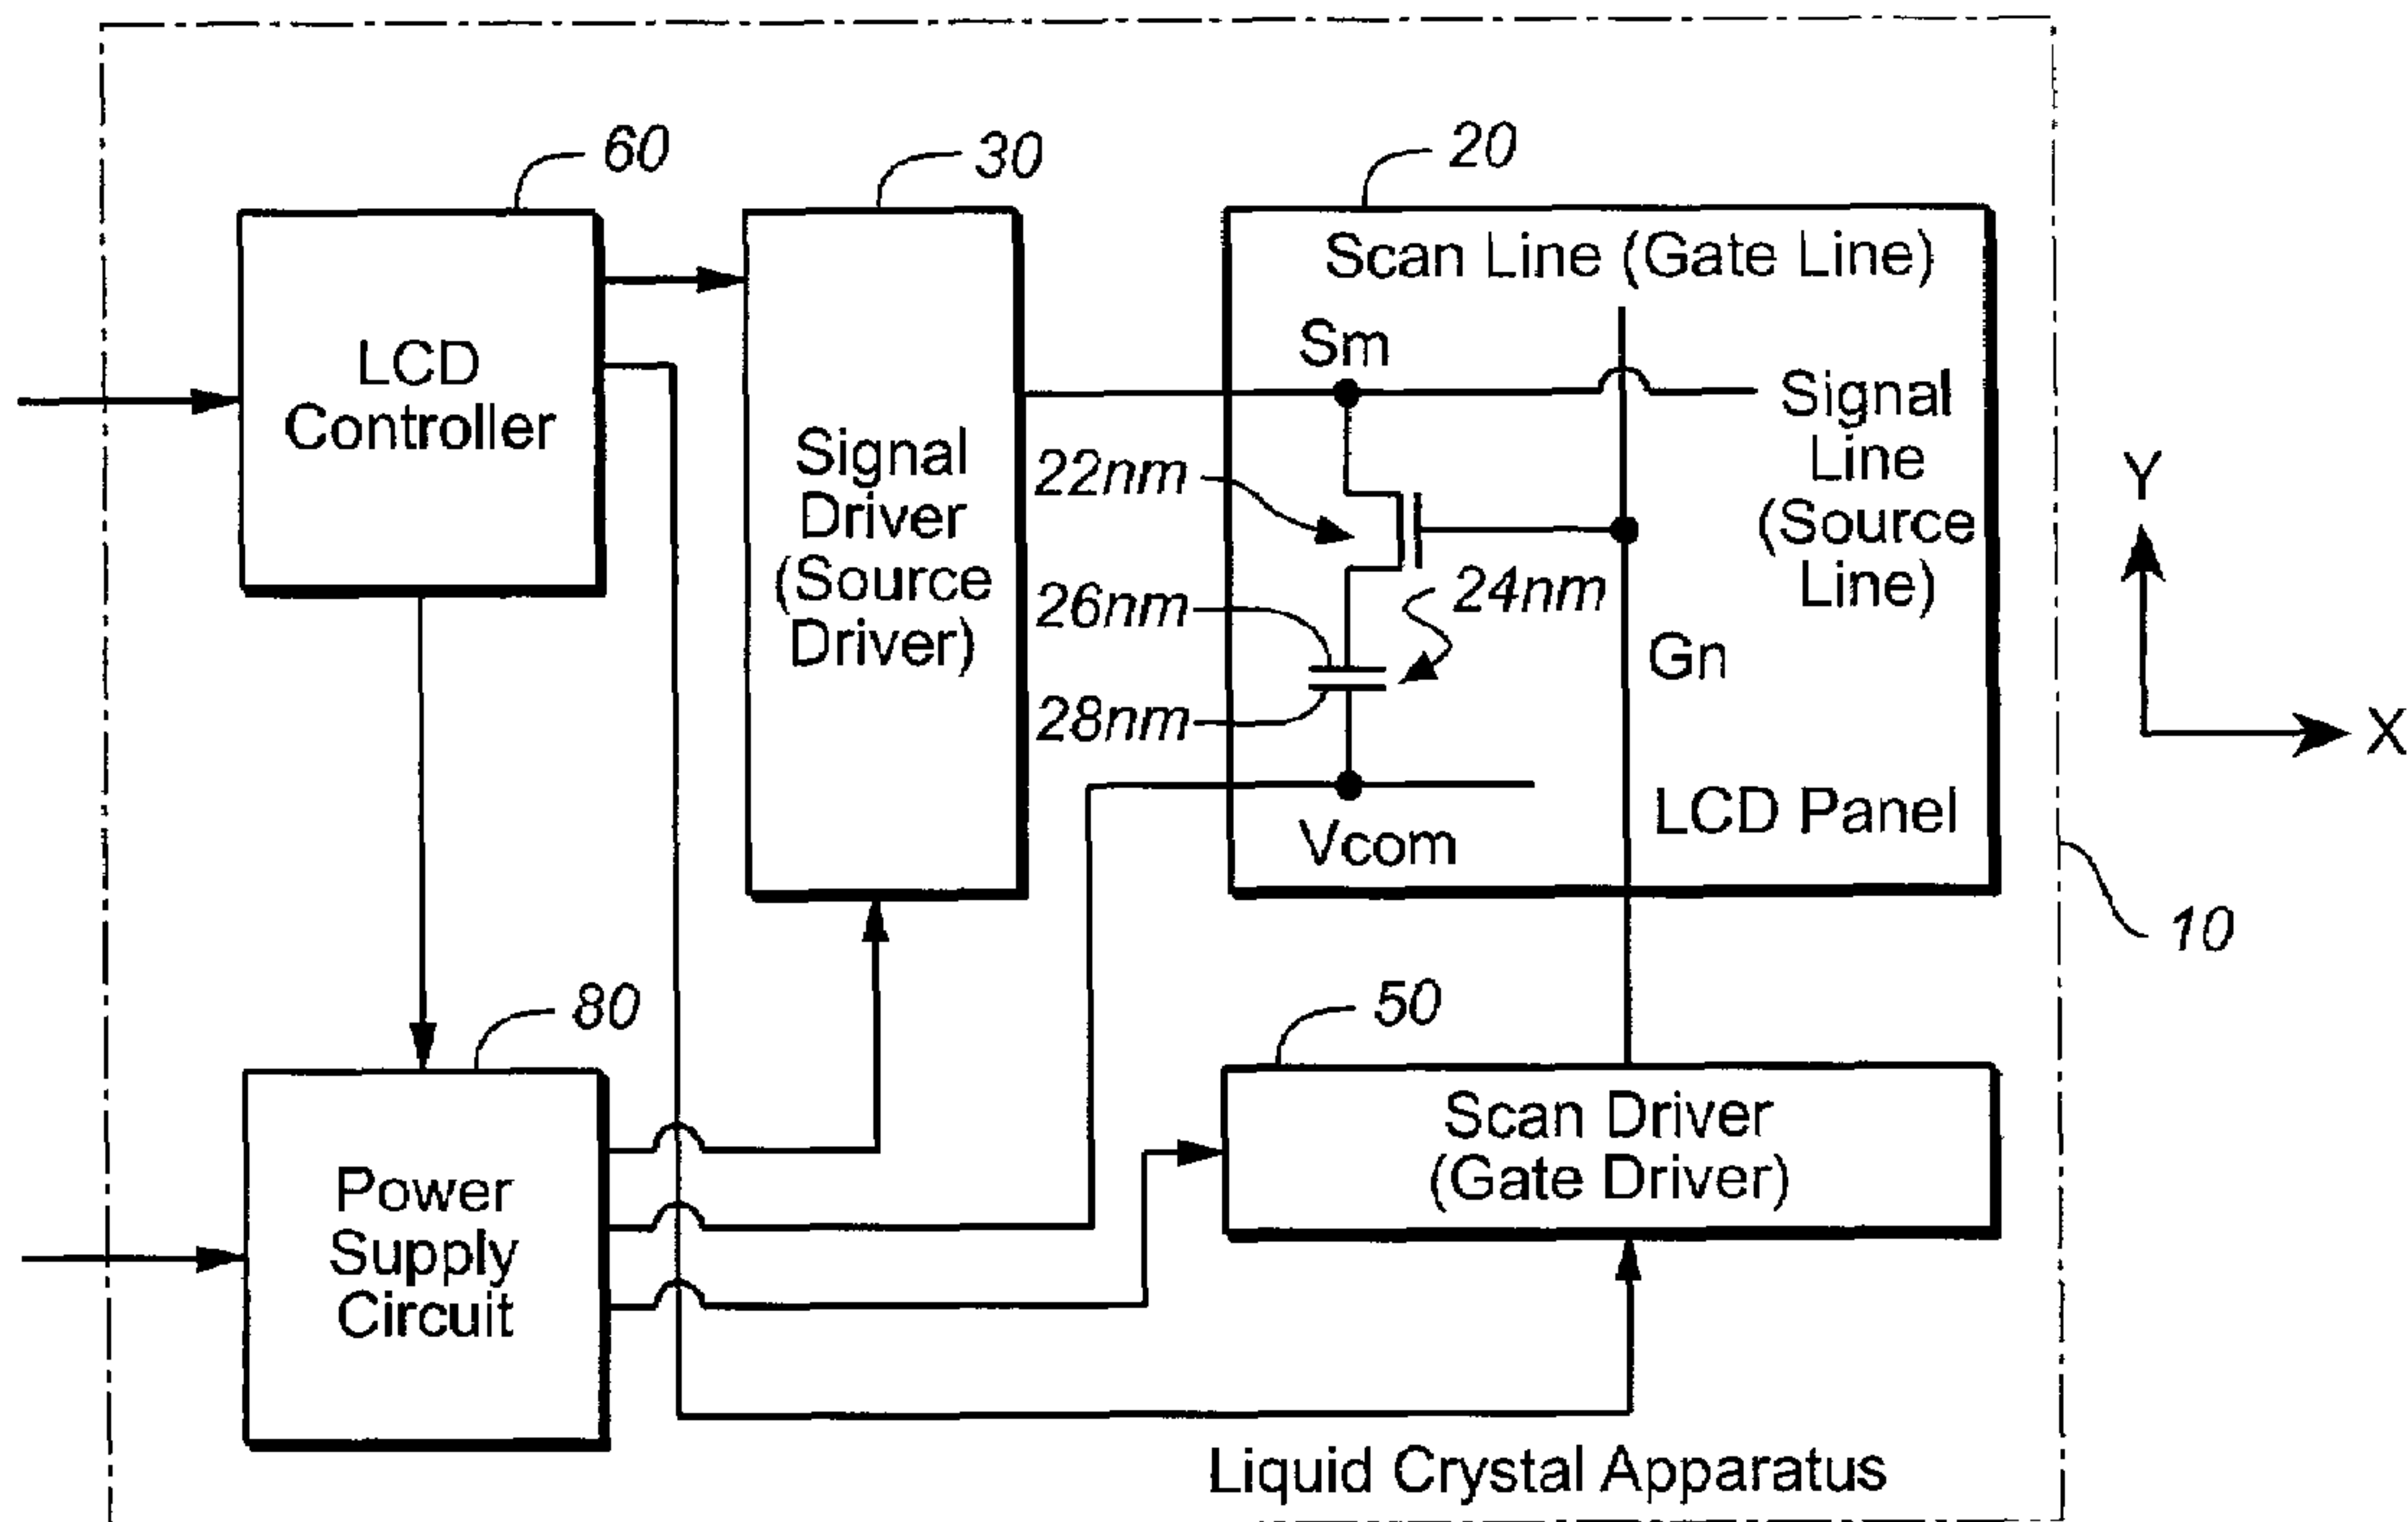 60
30
20
LCD
Controller
Signal
Driver
(Source
Driver)
Scan Line (Gate Line)
Sm
Signal
Line
(Source
Line)
22nm
24nm
26nm
28nm
Gn
Vcom
LCD Panel
Y
X
10
80
50
Power
Supply
Circuit
Scan Driver
(Gate Driver)
Liquid Crystal Apparatus